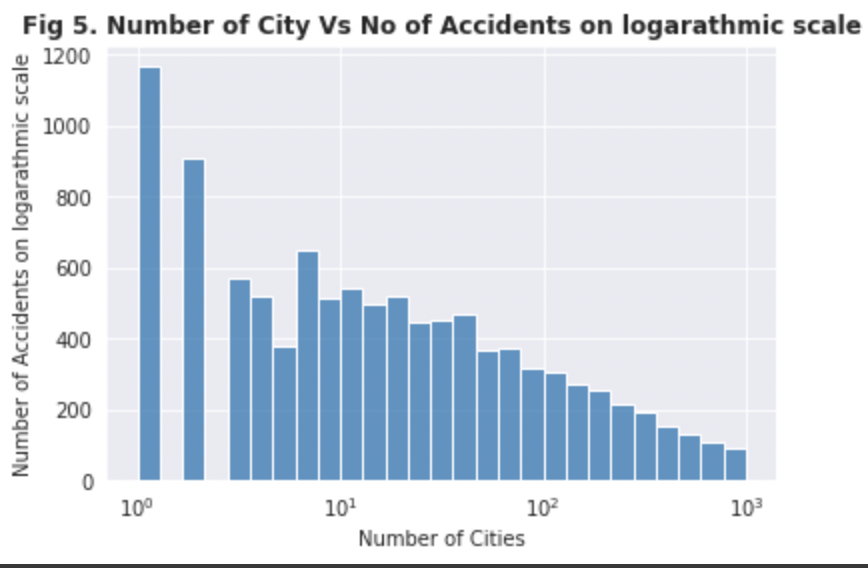 Fig 5. Number of City Vs No of Accidents on logarathmic scale
Number of Accidents on logarathmic scale
1200
1000
800
600
400
200
0
10⁰ 10¹ 10² 10³
Number of Cities